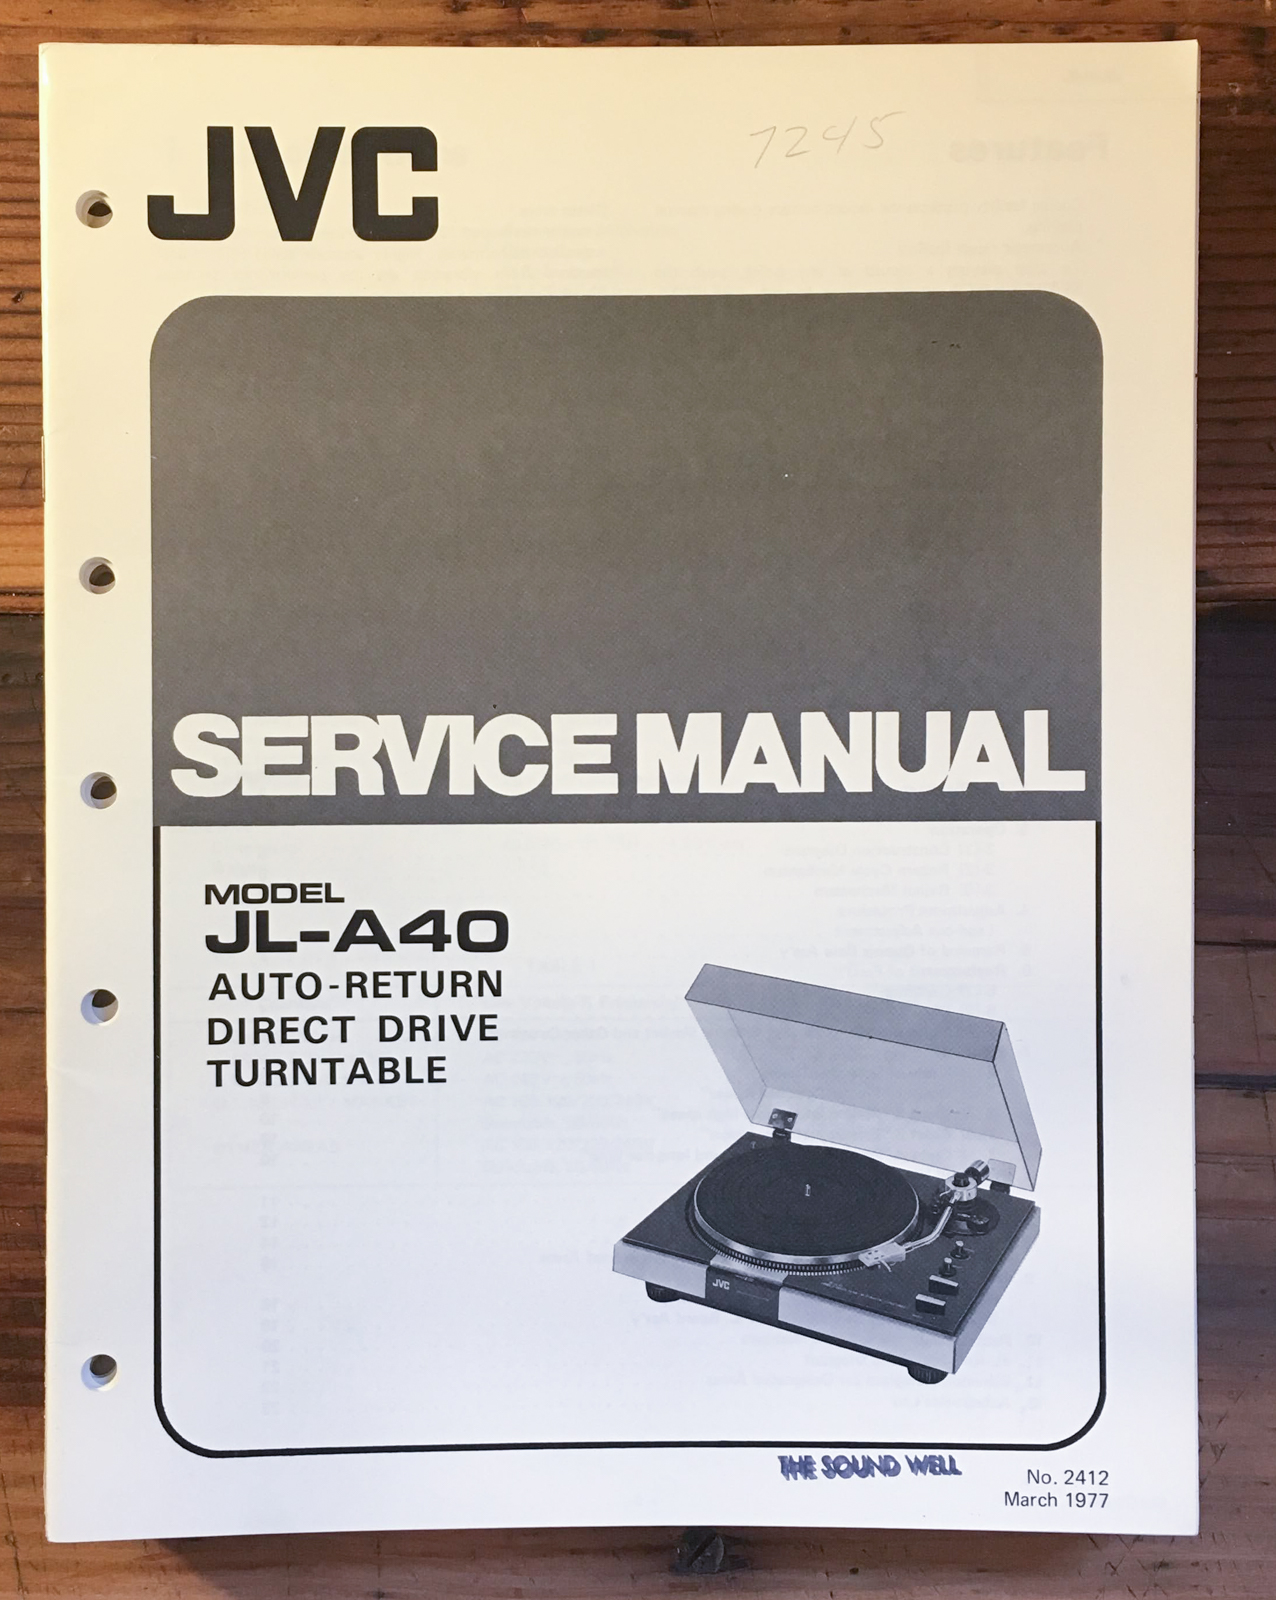 JVC
7245
SERVICE MANUAL
MODEL
JL-A40
AUTO-RETURN
DIRECT DRIVE
TURNTABLE
JVC
THE SOUND WELL
No. 2412
March 1977